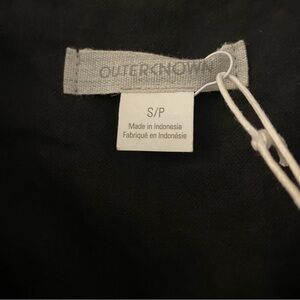 OUTERKNOWN
S/P
Made in Indonesia
Fabriqué en Indonésie